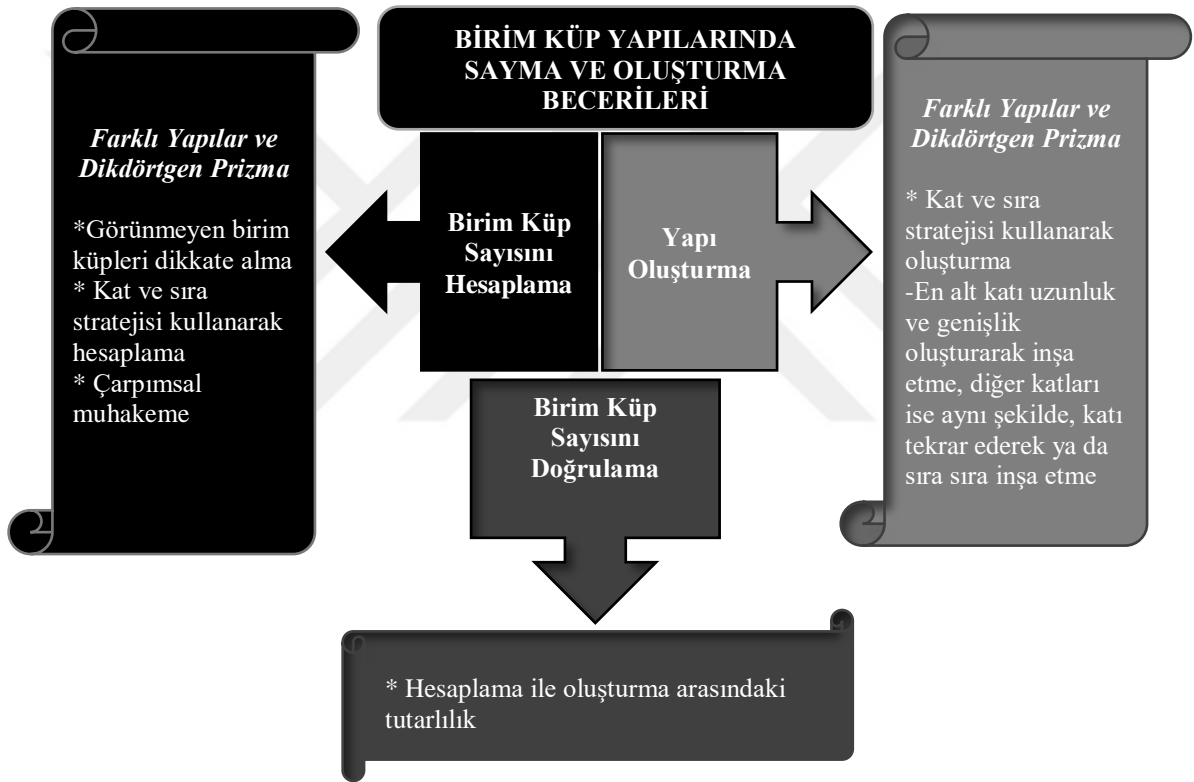 BİRİM KÜP YAPILARINDA
SAYMA VE OLUŞTURMA
BECERİLERİ
Farklı Yapılar ve
Dikdörtgen Prizma
*Görünmeyen birim
küpleri dikkate alma
* Kat ve sıra
stratejisi kullanarak
hesaplama
* Çarpımsal
muhakeme
Birim Küp
Sayısını
Hesaplama
Yapı
Oluşturma
Farklı Yapılar ve
Dikdörtgen Prizma
* Kat ve sıra
stratejisi kullanarak
oluşturma
-En alt katı uzunluk
ve genişlik
oluşturarak inşa
etme, diğer katları
ise aynı şekilde, katı
tekrar ederek ya da
sıra sıra inşa etme
Birim Küp
Sayısını
Doğrulama
* Hesaplama ile oluşturma arasındaki
tutarlılık